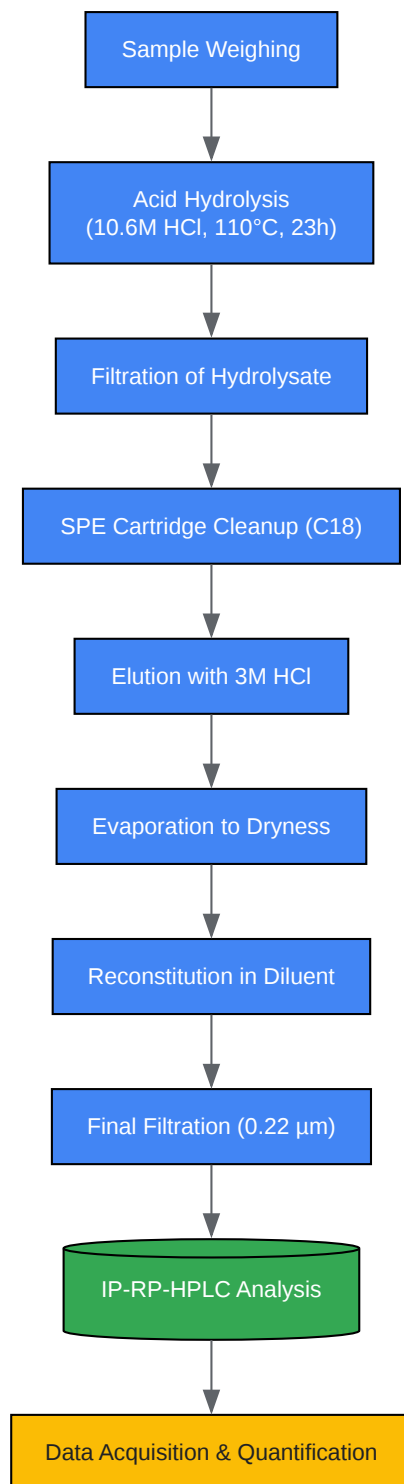 Sample Weighing
Acid Hydrolysis
(10.6M HCl, 110°C, 23h)
Filtration of Hydrolysate
SPE Cartridge Cleanup (C18)
Elution with 3M HCl
Evaporation to Dryness
Reconstitution in Diluent
Final Filtration (0.22 µm)
IP-RP-HPLC Analysis
Data Acquisition & Quantification